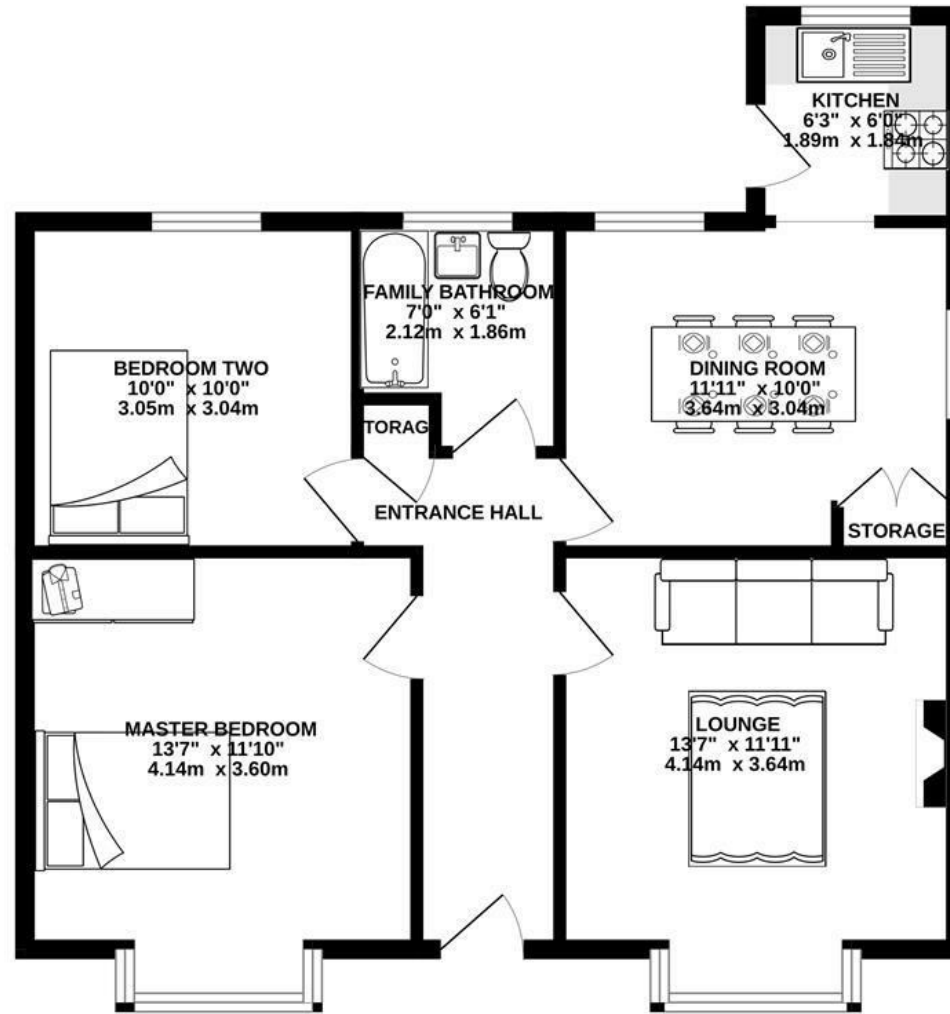 KITCHEN
6'3" x 6'0"
1.89m x 1.84m
FAMILY BATHROOM
7'0" x 6'1"
2.12m x 1.86m
BEDROOM TWO
10'0" x 10'0"
3.05m x 3.04m
DINING ROOM
11'11" x 10'0"
3.64m x 3.04m
TORAG
ENTRANCE HALL
STORAGE
MASTER BEDROOM
13'7" x 11'10"
4.14m x 3.60m
LOUNGE
13'7" x 11'11"
4.14m x 3.64m